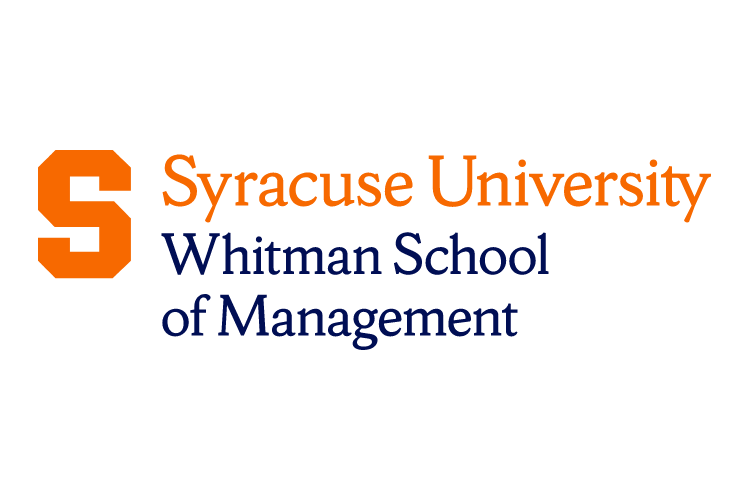 S
Syracuse University
Whitman School
of Management